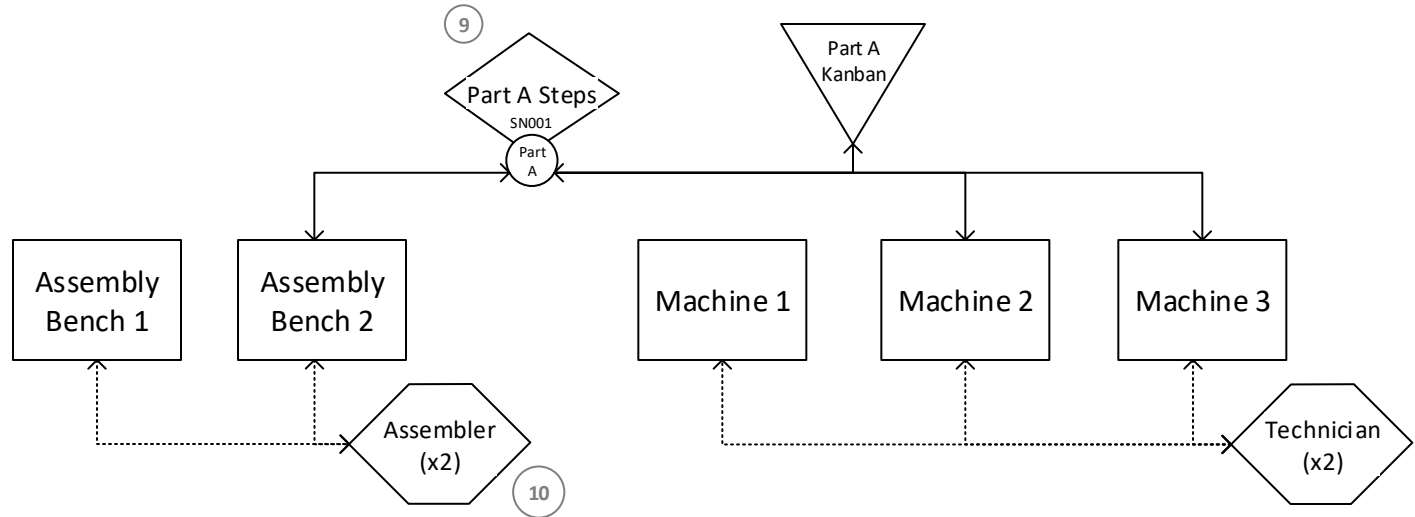 9
Part A Steps
SN001
Part
A
Part A
Kanban
Assembly
Bench 1
Assembly
Bench 2
Machine 1
Machine 2
Machine 3
Assembler
(x2)
10
Technician
(x2)